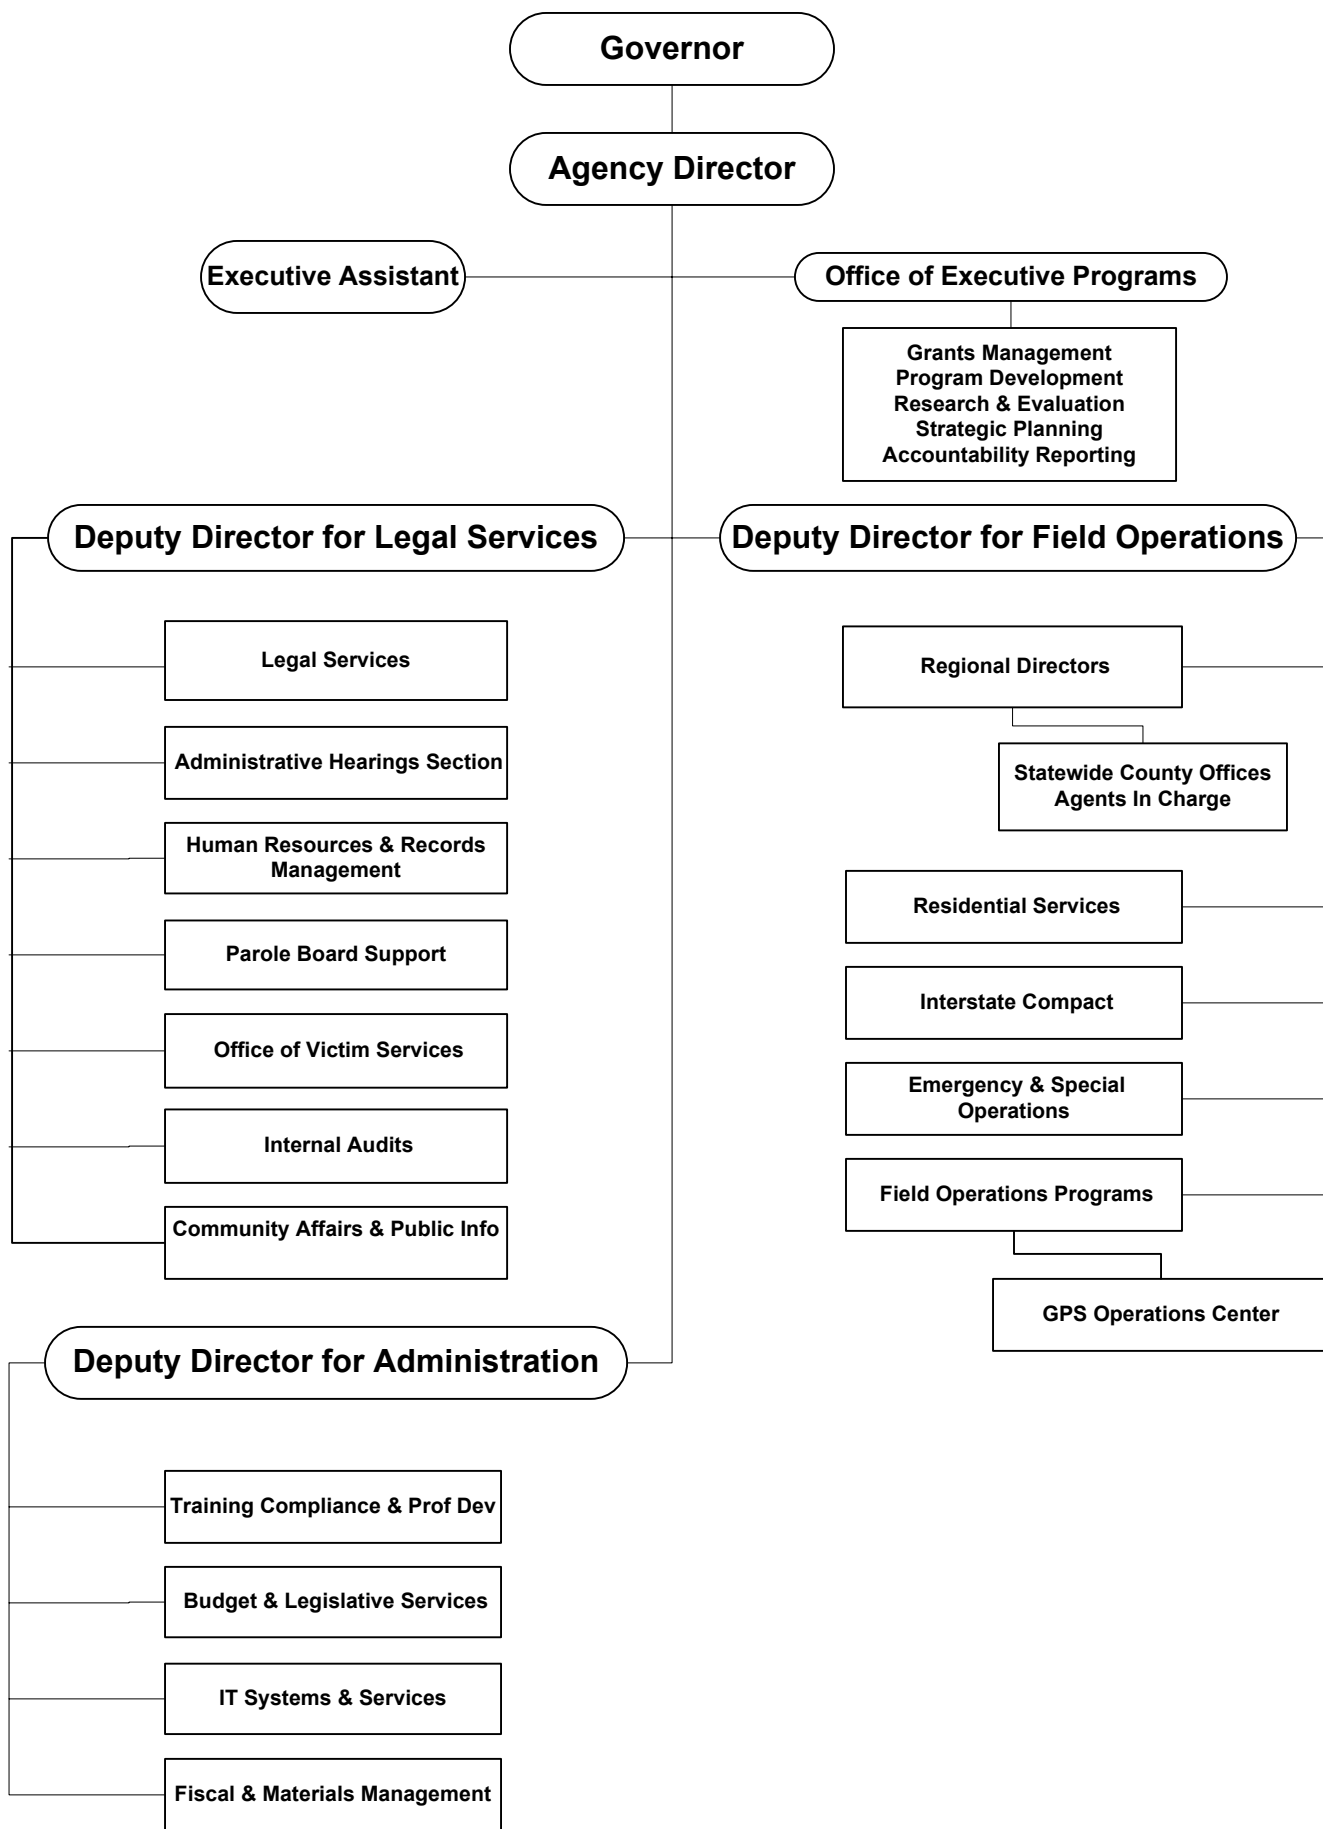 Governor
Agency Director
Executive Assistant
Office of Executive Programs
Grants Management
Program Development
Research & Evaluation
Strategic Planning
Accountability Reporting
Deputy Director for Legal Services
Deputy Director for Field Operations
Legal Services
Administrative Hearings Section
Human Resources & Records
Management
Parole Board Support
Office of Victim Services
Internal Audits
Community Affairs & Public Info
Regional Directors
Statewide County Offices
Agents In Charge
Residential Services
Interstate Compact
Emergency & Special
Operations
Field Operations Programs
GPS Operations Center
Deputy Director for Administration
Training Compliance & Prof Dev
Budget & Legislative Services
IT Systems & Services
Fiscal & Materials Management